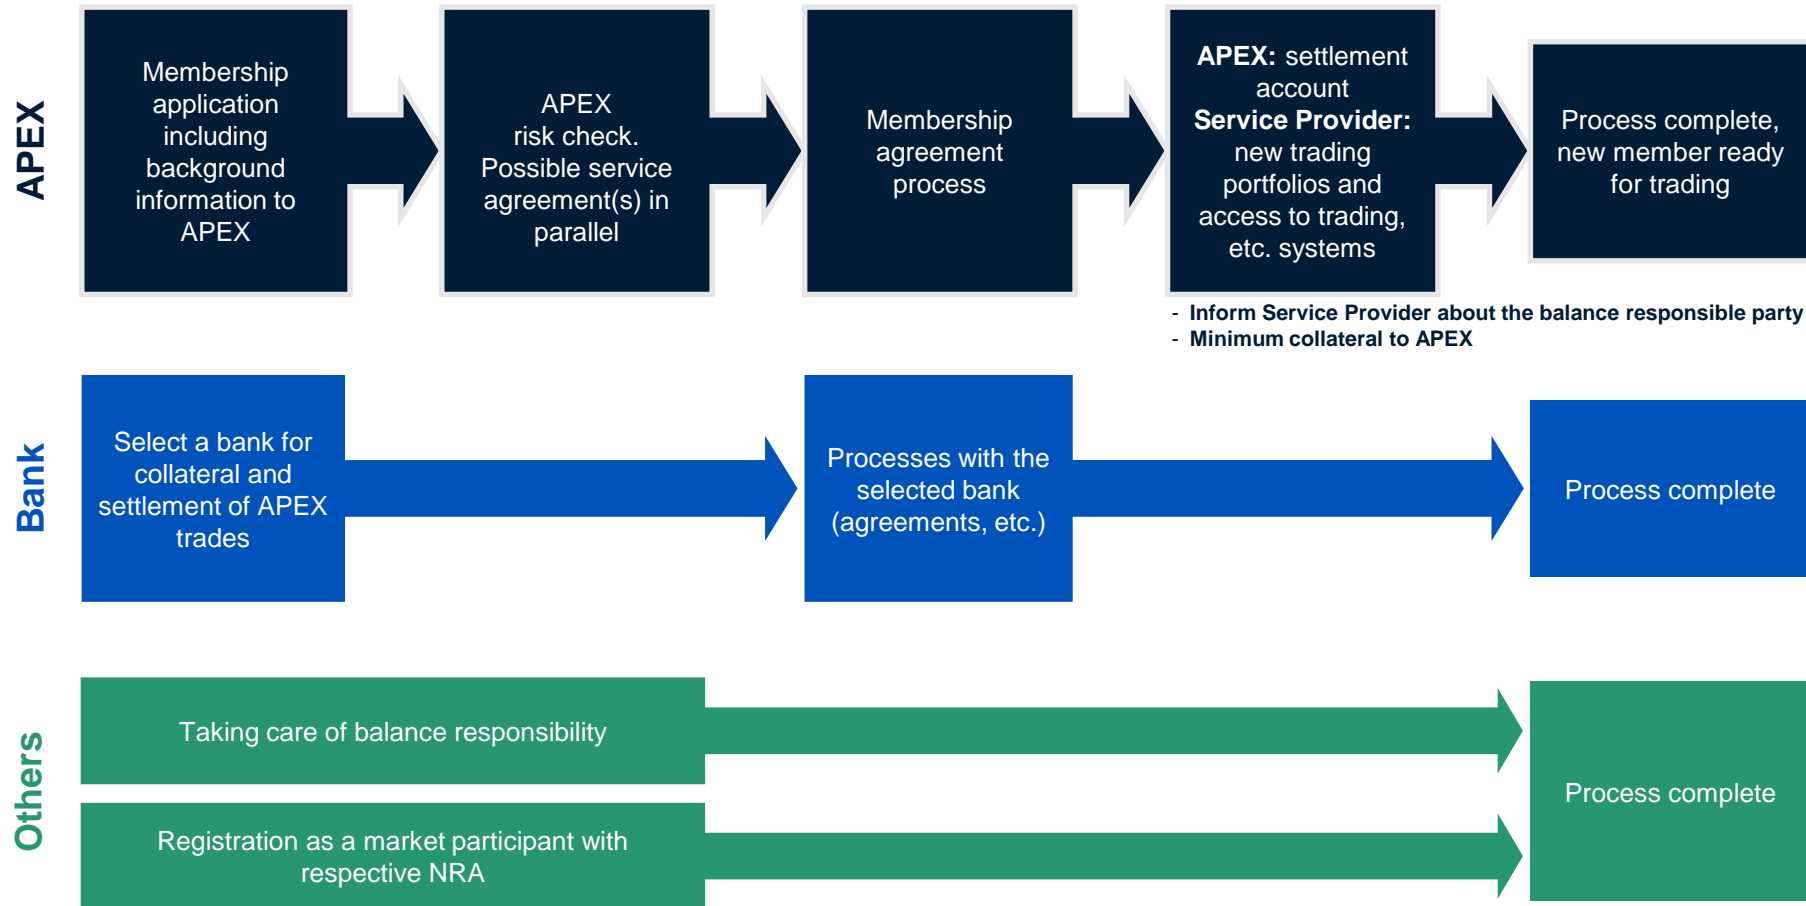 APEX
Membership
application
including
background
information to
APEX
APEX
risk check.
Possible service
agreement(s) in
parallel
Membership
agreement
process
APEX: settlement
account
Service Provider:
new trading
portfolios and
access to trading,
etc. systems
Process complete,
new member ready
for trading
- Inform Service Provider about the balance responsible party
- Minimum collateral to APEX
Bank
Select a bank for
collateral and
settlement of APEX
trades
Processes with the
selected bank
(agreements, etc.)
Process complete
Others
Taking care of balance responsibility
Registration as a market participant with
respective NRA
Process complete